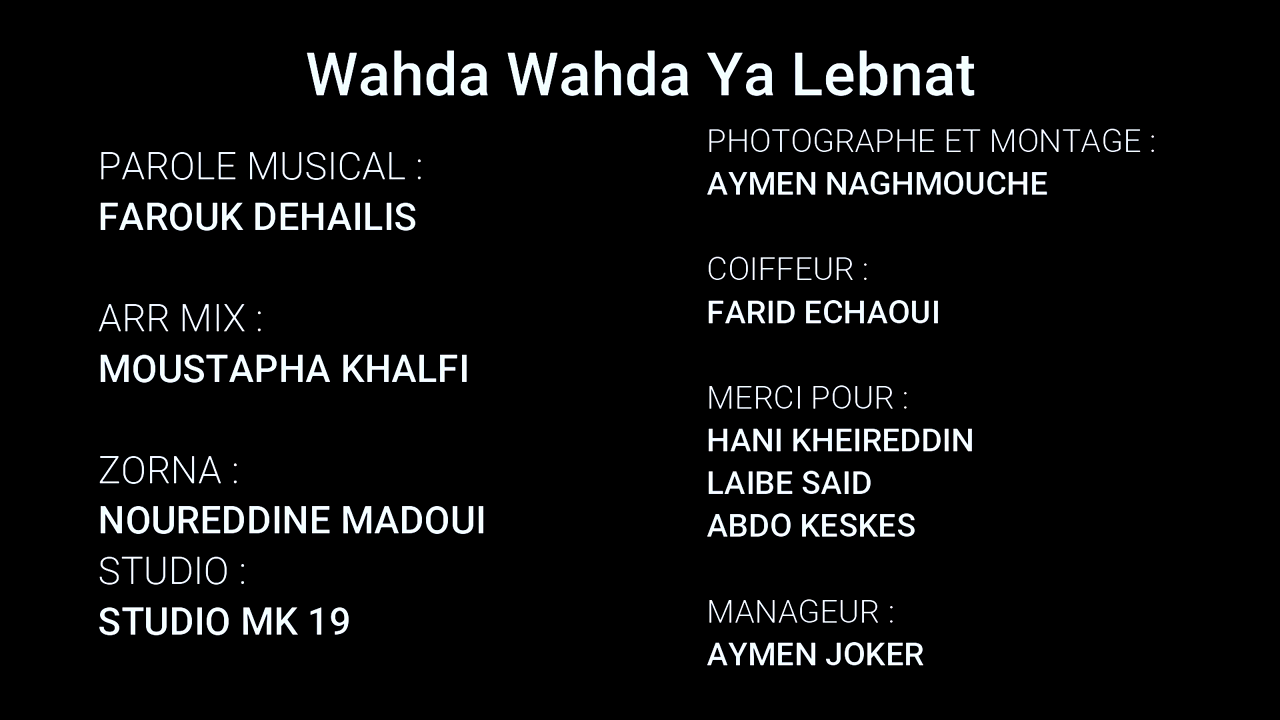 Wahda Wahda Ya Lebnat
PAROLE MUSICAL :
FAROUK DEHAILIS
ARR MIX :
MOUSTAPHA KHALFI
ZORNA :
NOUREDDINE MADOUI
STUDIO :
STUDIO MK 19
PHOTOGRAPHE ET MONTAGE :
AYMEN NAGHMOUCHE
COIFFEUR :
FARID ECHAOUI
MERCI POUR :
HANI KHEIREDDIN
LAIBE SAID
ABDO KESKES
MANAGEUR :
AYMEN JOKER